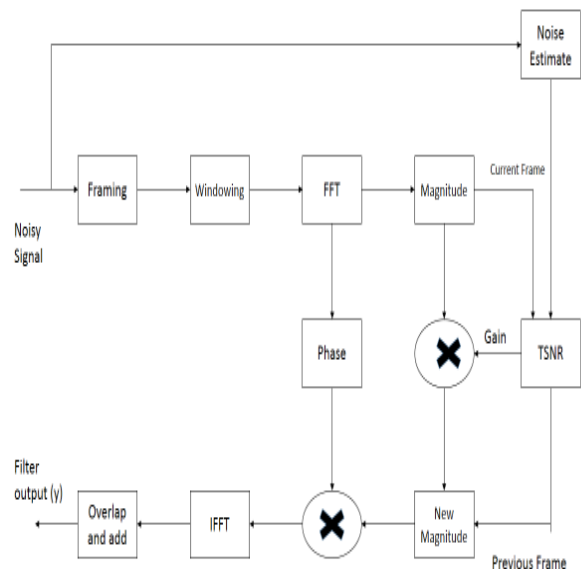 Noise
Estimate
Framing
Windowing
FFT
Magnitude
Current Frame
Noisy
Signal
Phase
Gain
TSNR
Filter
output (y)
Overlap
and add
IFFT
New
Magnitude
Previous Frame